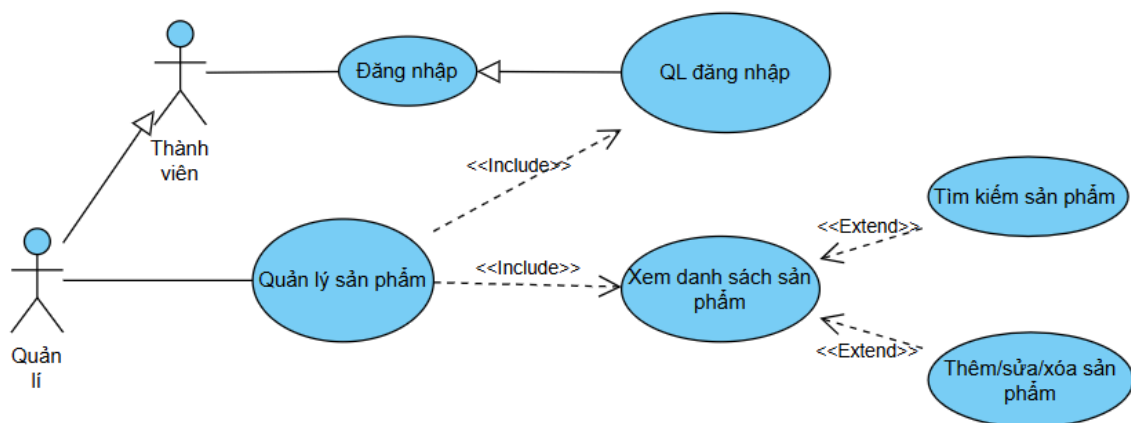 Đăng nhập
QL đăng nhập
Thành
viên
<<Include>>
Tìm kiếm sản phẩm
<<Extend>>
Quản lý sản phẩm
<<Include>>
Xem danh sách sản
phẩm
Quản
lí
<<Extend>>
Thêm/sửa/xóa sản
phẩm